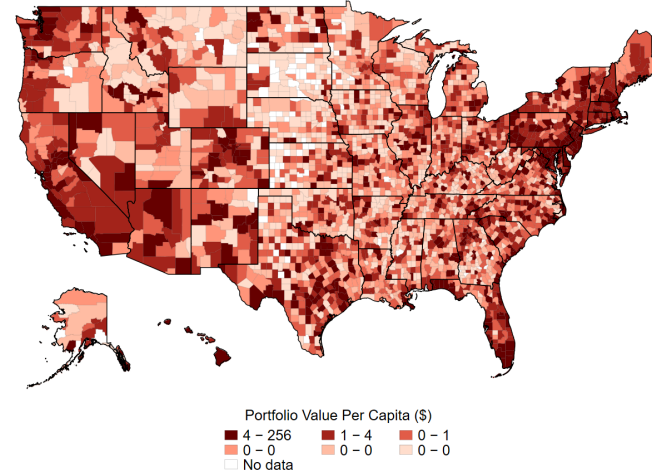 Portfolio Value Per Capita ($)
4 − 256 1 − 4 0 − 1
0 − 0 0 − 0 0 − 0
No data